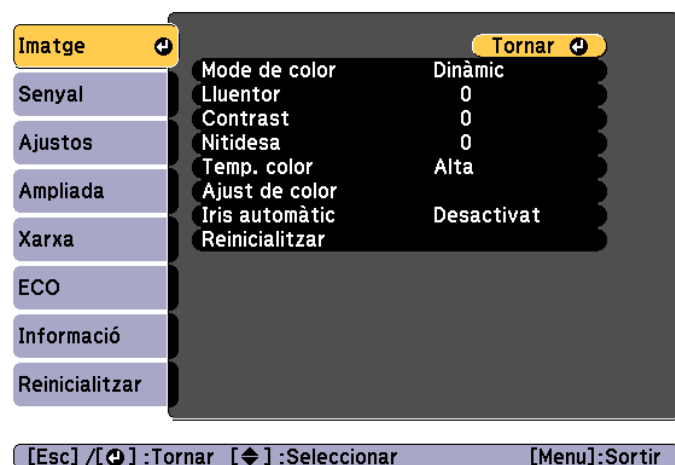 Imatge
Senyal
Ajustos
Ampliada
Xarxa
ECO
Informació
Reinicialitzar
Tornar
Mode de color Dinàmic
Lluentor 0
Contrast 0
Nitidesa 0
Temp. color Alta
Ajust de color
Iris automàtic Desactivat
Reinicialitzar
[Esc] /[ ] :Tornar [ ] :Seleccionar [Menu]:Sortir